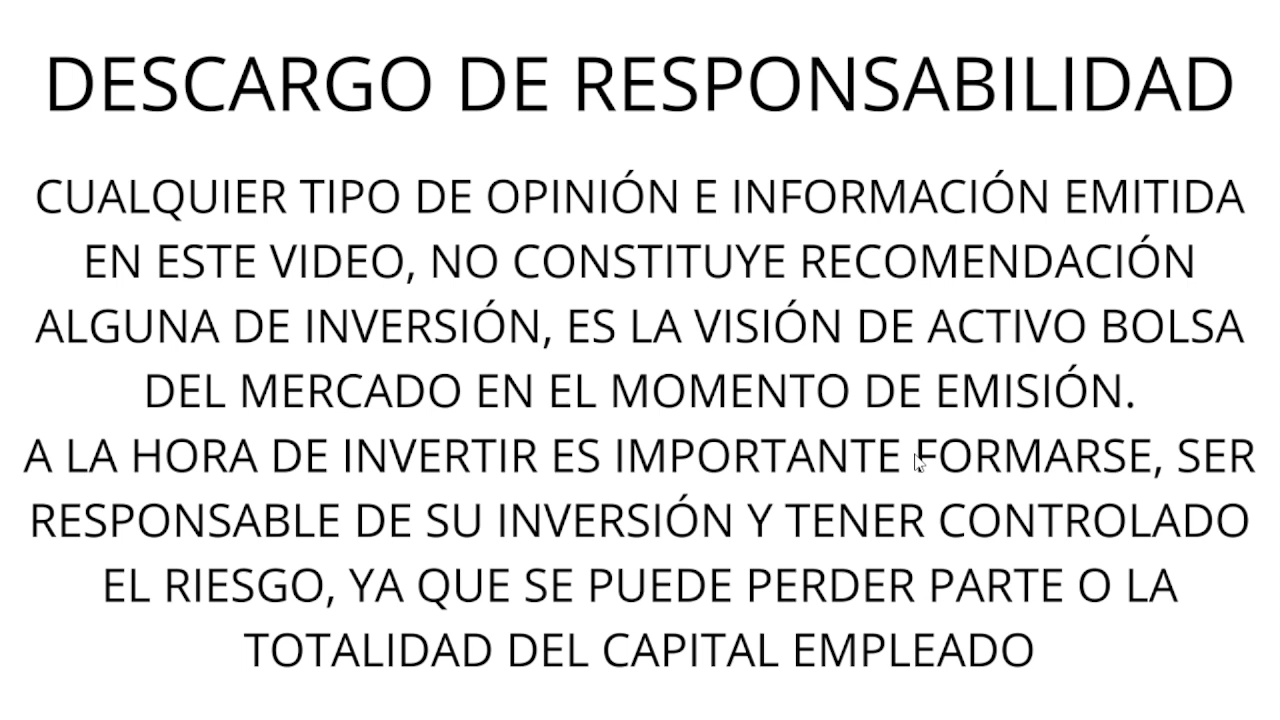 DESCARGO DE RESPONSABILIDAD
CUALQUIER TIPO DE OPINIÓN E INFORMACIÓN EMITIDA
EN ESTE VIDEO, NO CONSTITUYE RECOMENDACIÓN
ALGUNA DE INVERSIÓN, ES LA VISIÓN DE ACTIVO BOLSA
DEL MERCADO EN EL MOMENTO DE EMISIÓN.
A LA HORA DE INVERTIR ES IMPORTANTE FORMARSE, SER
RESPONSABLE DE SU INVERSIÓN Y TENER CONTROLADO
EL RIESGO, YA QUE SE PUEDE PERDER PARTE O LA
TOTALIDAD DEL CAPITAL EMPLEADO